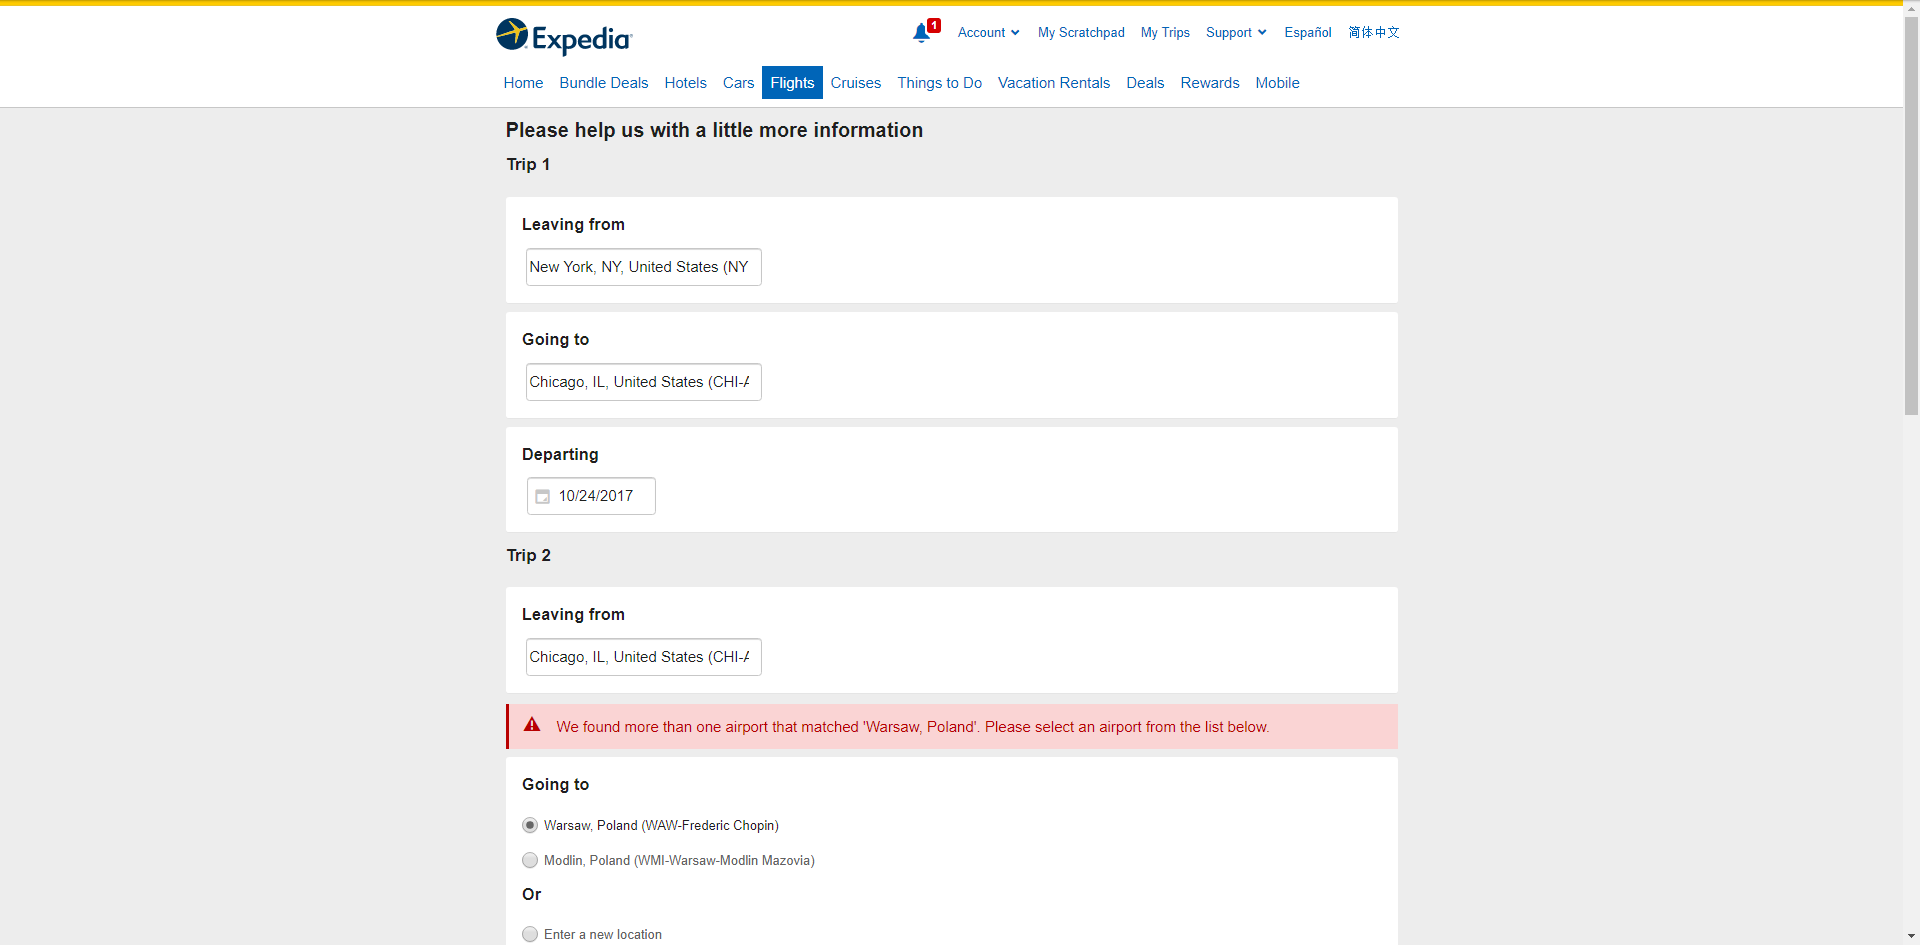 Expedia
1
Account
My Scratchpad
My Trips
Support
Español
简体中文
Home
Bundle Deals
Hotels
Cars
Flights
Cruises
Things to Do
Vacation Rentals
Deals
Rewards
Mobile
Please help us with a little more information
Trip 1
Leaving from
New York, NY, United States (NY
Going to
Chicago, IL, United States (CHI-A
Departing
10/24/2017
Trip 2
Leaving from
Chicago, IL, United States (CHI-A
We found more than one airport that matched 'Warsaw, Poland'. Please select an airport from the list below.
Going to
Warsaw, Poland (WAW-Frederic Chopin)
Modlin, Poland (WMI-Warsaw-Modlin Mazovia)
Or
Enter a new location